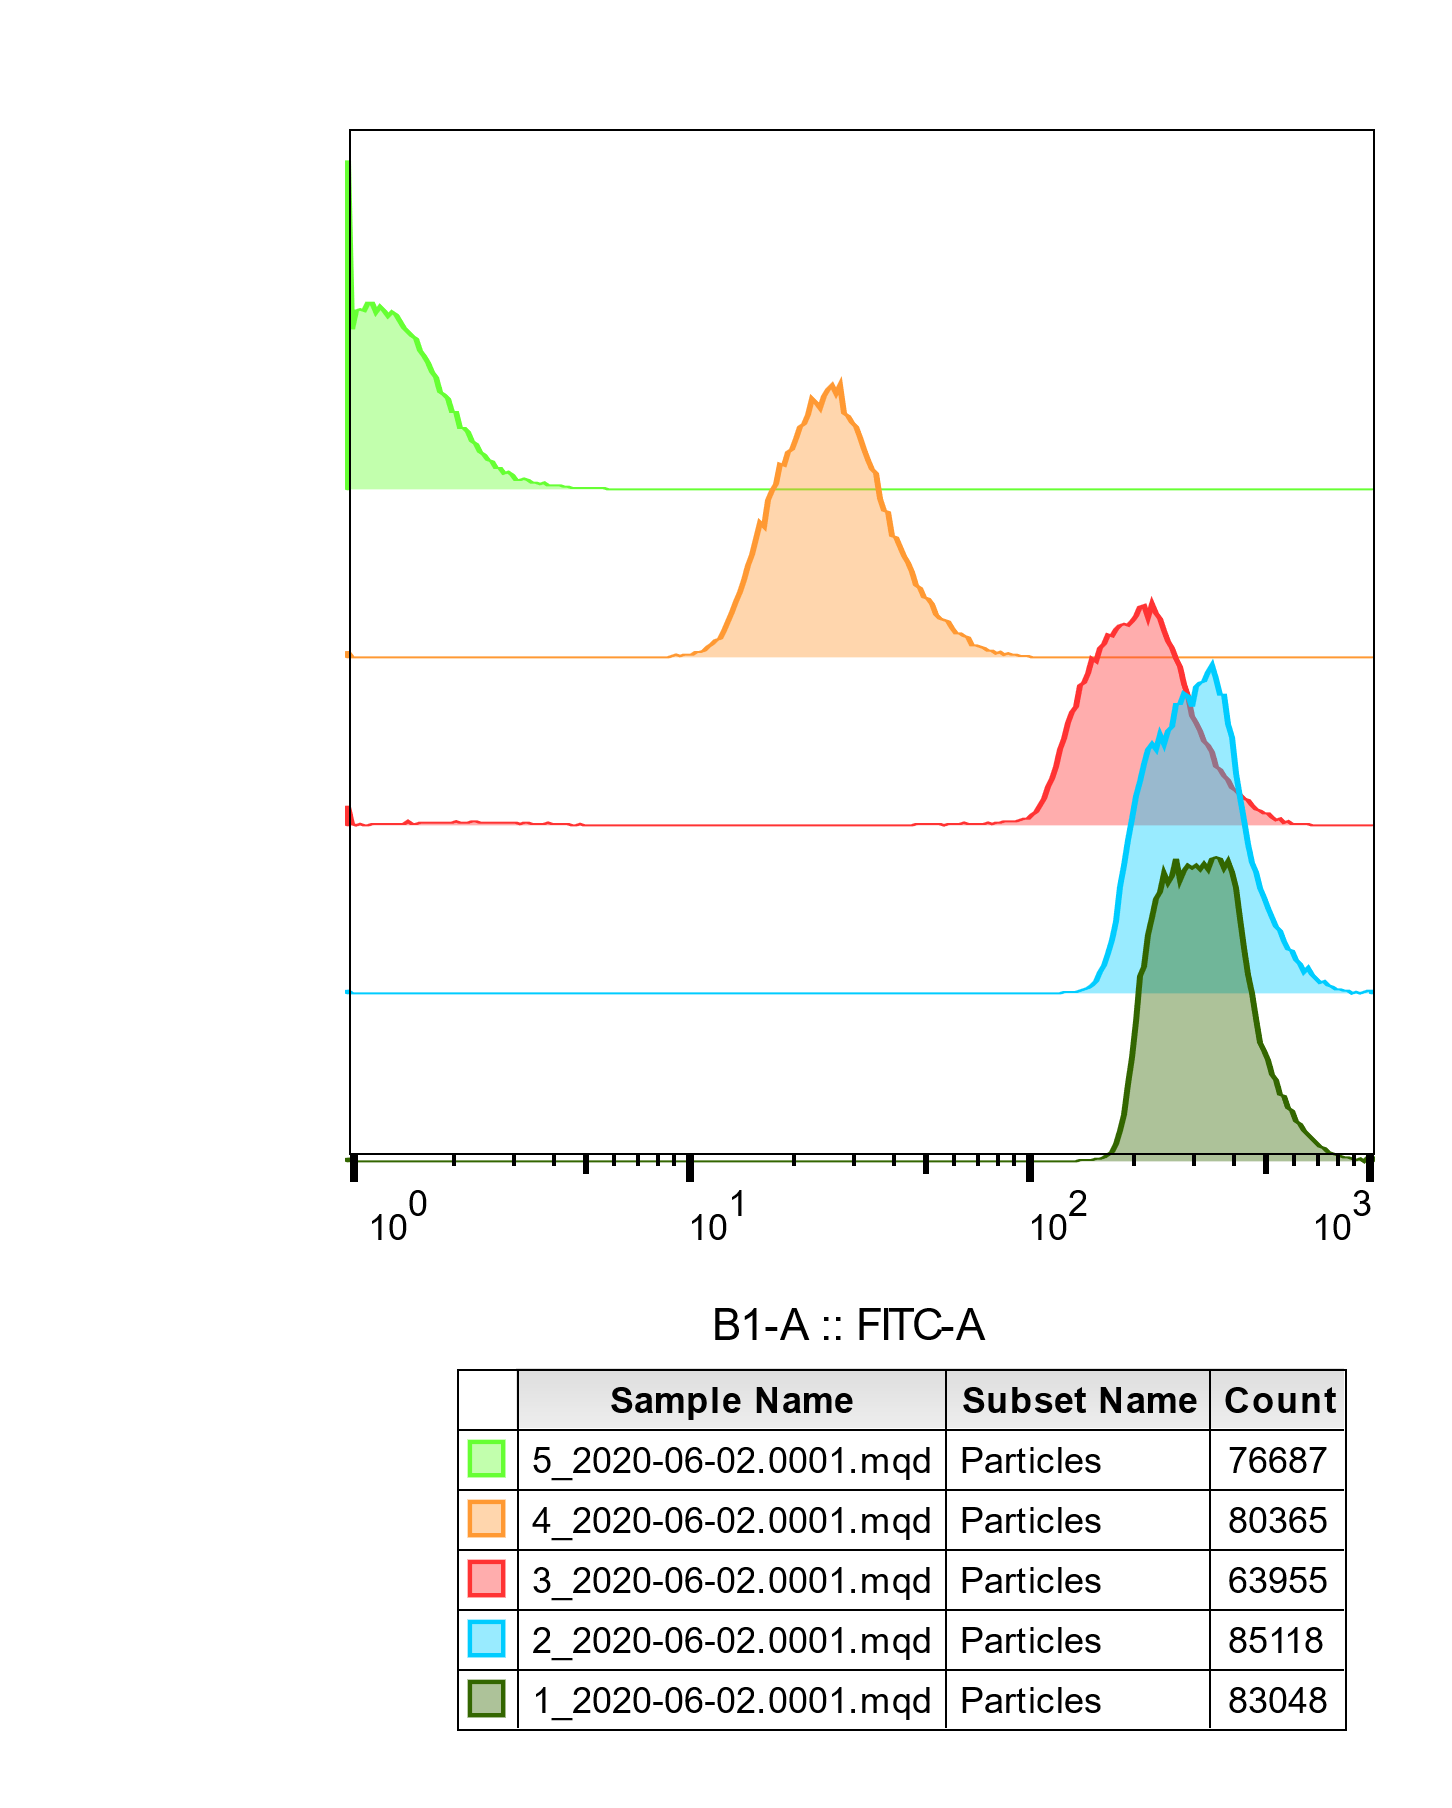 10^0 10^1 10^2 10^3
B1-A :: FITC-A
Sample Name Subset Name Count
5_2020-06-02.0001.mqd Particles 76687
4_2020-06-02.0001.mqd Particles 80365
3_2020-06-02.0001.mqd Particles 63955
2_2020-06-02.0001.mqd Particles 85118
1_2020-06-02.0001.mqd Particles 83048